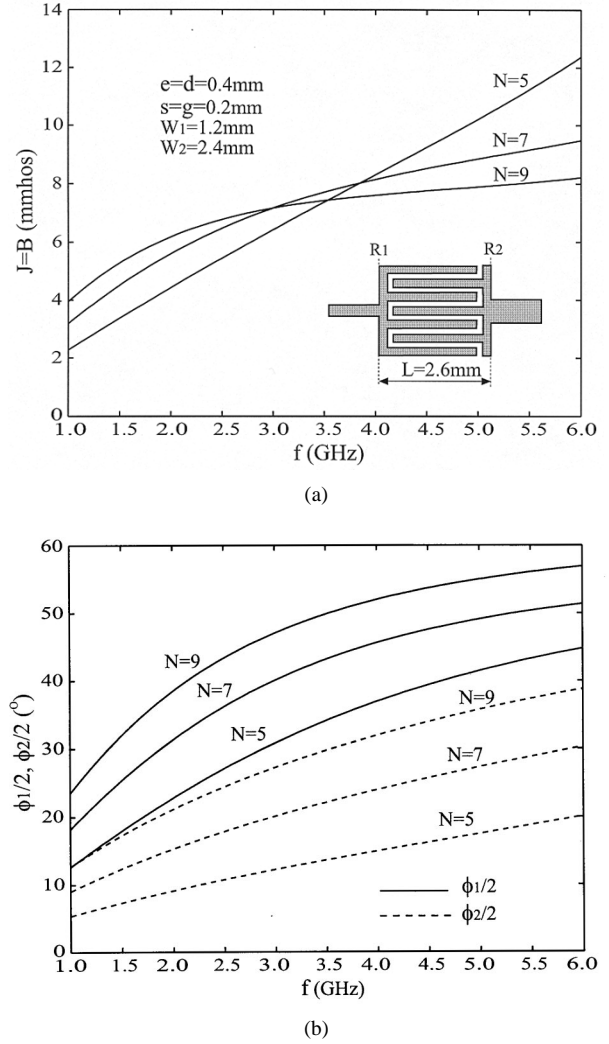 14
12
10
8
6
4
2
0
J=B (mmhos)
e=d=0.4mm
s=g=0.2mm
W1=1.2mm
W2=2.4mm
N=5
N=7
N=9
R1 R2
L=2.6mm
1.0 1.5 2.0 2.5 3.0 3.5 4.0 4.5 5.0 5.5 6.0
f (GHz)
(a)
60
50
40
30
20
10
0
ϕ1/2, ϕ2/2 (°)
N=9
N=7
N=5
N=9
N=7
N=5
ϕ1/2
ϕ2/2
1.0 1.5 2.0 2.5 3.0 3.5 4.0 4.5 5.0 5.5 6.0
f (GHz)
(b)